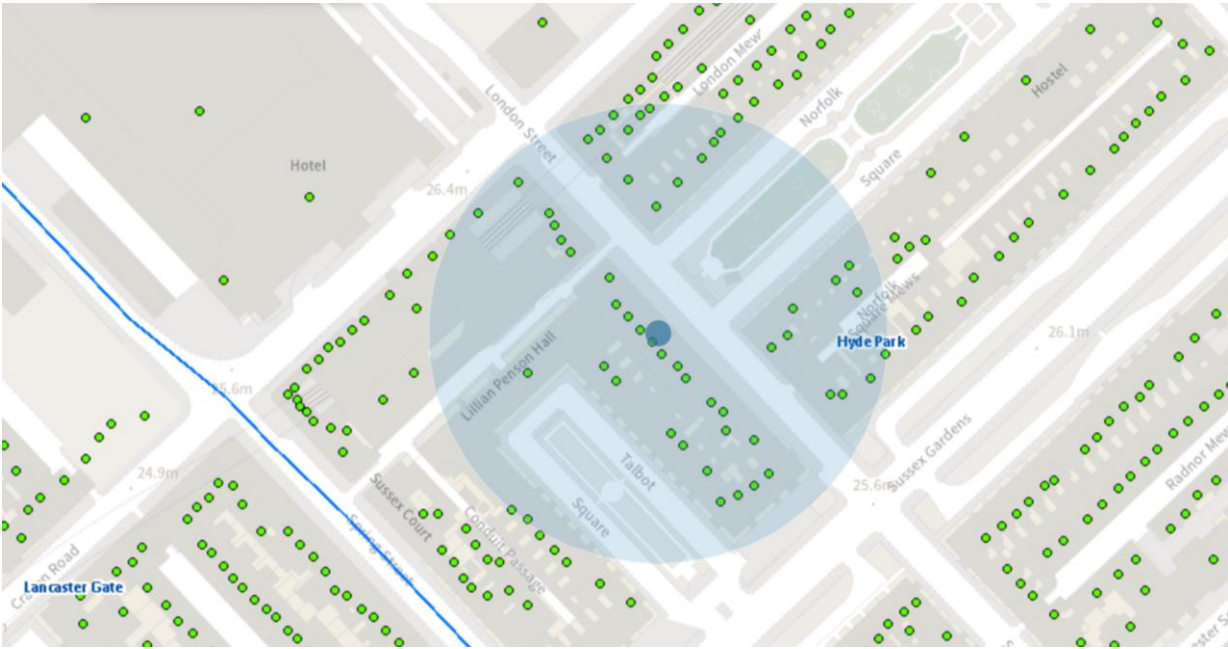 London Mews
London Street
Norfolk
Square
Hostel
Hotel
26.4m
Norfolk
Square Mews
Hyde Park
26.1m
25.6m
Lillian Penson Hall
Talbot
Square
Sussex Gardens
25.6m
Radnor Mew
24.9m
Sussex Court
Conduit Passage
Spring Street
Lancaster Gate
Craven Road
ester S